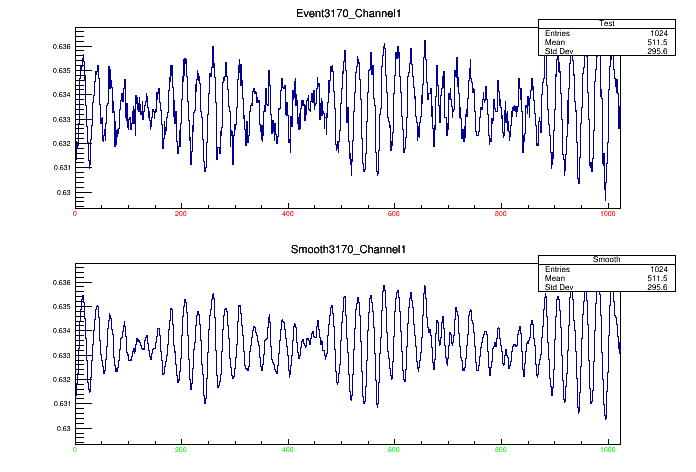 Event3170_Channel1
Test
Entries 1024
Mean 511.5
Std Dev 295.6
0.636
0.635
0.634
0.633
0.632
0.631
0.63
0 200 400 600 800 1000
Smooth3170_Channel1
Smooth
Entries 1024
Mean 511.5
Std Dev 295.6
0.636
0.635
0.634
0.633
0.632
0.631
0.63
0 200 400 600 800 1000